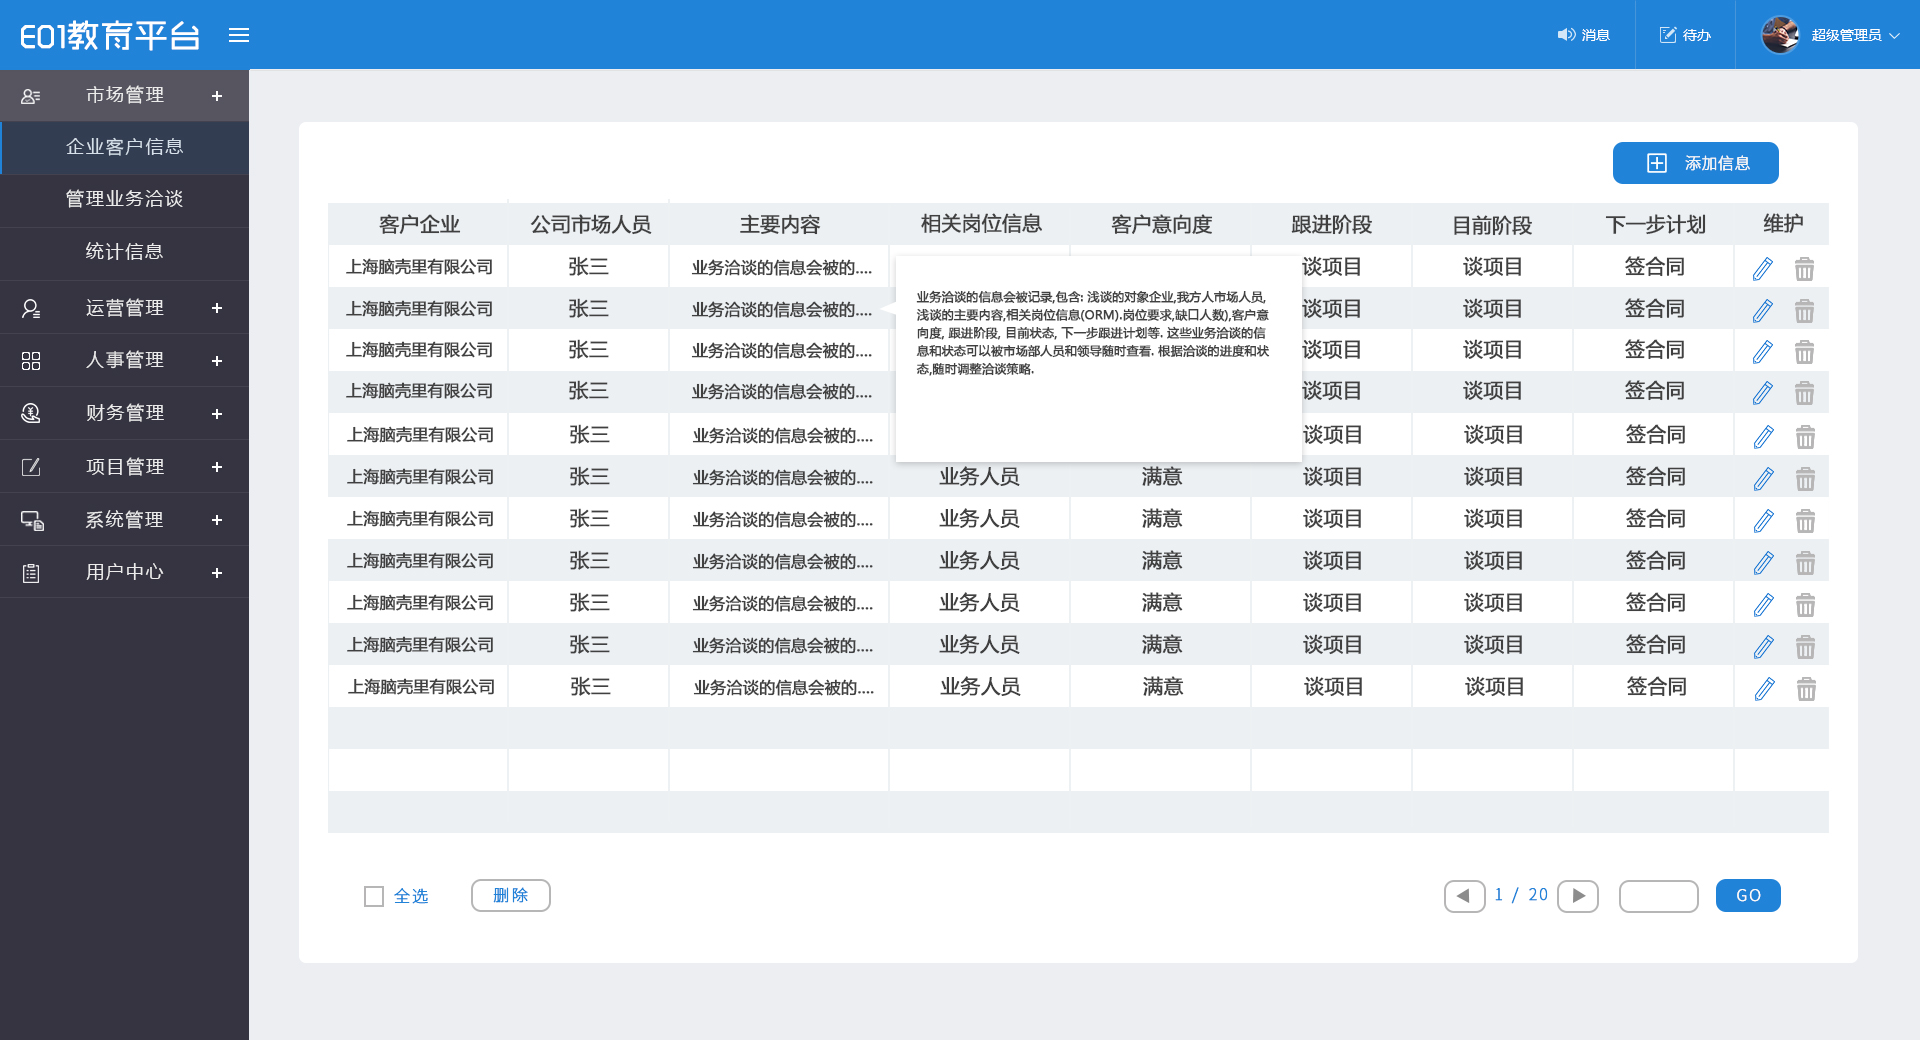 E01教育平台
消息
待办
超级管理员
市场管理 +
企业客户信息
管理业务洽谈
统计信息
运营管理 +
人事管理 +
财务管理 +
项目管理 +
系统管理 +
用户中心 +
添加信息
客户企业 公司市场人员 主要内容 相关岗位信息 客户意向度 跟进阶段 目前阶段 下一步计划 维护
上海脑壳里有限公司 张三 业务洽谈的信息会被的.... 谈项目 谈项目 签合同
上海脑壳里有限公司 张三 业务洽谈的信息会被的.... 谈项目 谈项目 签合同
上海脑壳里有限公司 张三 业务洽谈的信息会被的.... 谈项目 谈项目 签合同
上海脑壳里有限公司 张三 业务洽谈的信息会被的.... 谈项目 谈项目 签合同
上海脑壳里有限公司 张三 业务洽谈的信息会被的.... 谈项目 谈项目 签合同
业务洽谈的信息会被记录,包含: 浅谈的对象企业,我方人市场人员,
浅谈的主要内容,相关岗位信息(ORM).岗位要求,缺口人数),客户意
向度, 跟进阶段, 目前状态, 下一步跟进计划等. 这些业务洽谈的信
息和状态可以被市场部人员和领导随时查看. 根据洽谈的进度和状
态,随时调整洽谈策略.
上海脑壳里有限公司 张三 业务洽谈的信息会被的.... 业务人员 满意 谈项目 谈项目 签合同
上海脑壳里有限公司 张三 业务洽谈的信息会被的.... 业务人员 满意 谈项目 谈项目 签合同
上海脑壳里有限公司 张三 业务洽谈的信息会被的.... 业务人员 满意 谈项目 谈项目 签合同
上海脑壳里有限公司 张三 业务洽谈的信息会被的.... 业务人员 满意 谈项目 谈项目 签合同
上海脑壳里有限公司 张三 业务洽谈的信息会被的.... 业务人员 满意 谈项目 谈项目 签合同
上海脑壳里有限公司 张三 业务洽谈的信息会被的.... 业务人员 满意 谈项目 谈项目 签合同
全选 删除 1 / 20 GO